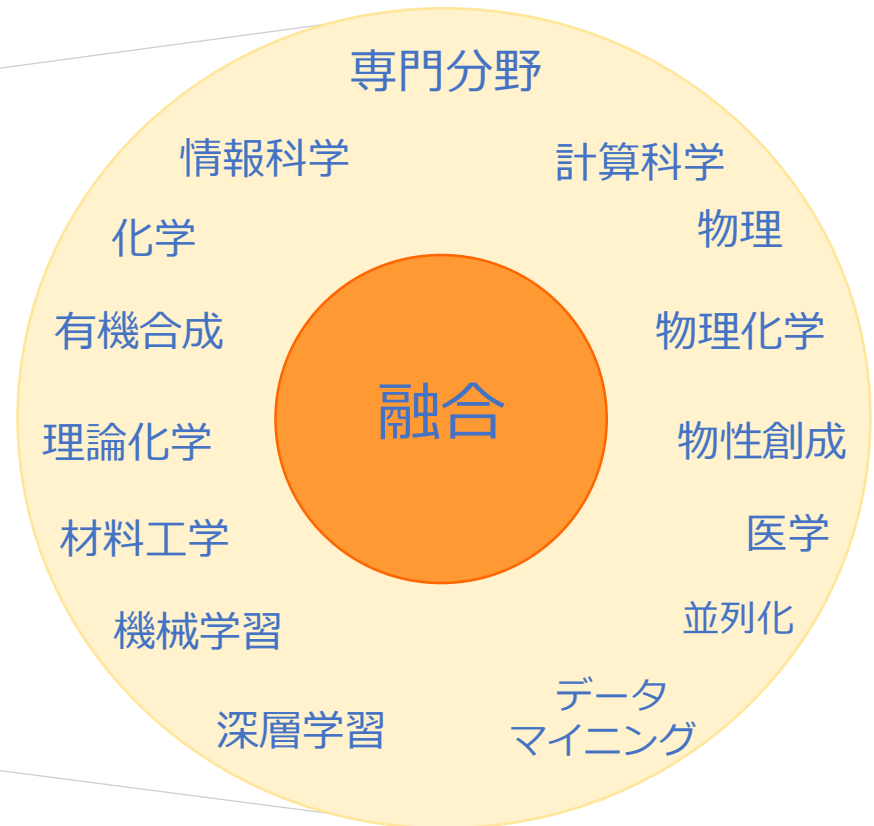 専門分野
情報科学
計算科学
化学
物理
有機合成
物理化学
融合
理論化学
物性創成
材料工学
医学
機械学習
並列化
深層学習
データ
マイニング